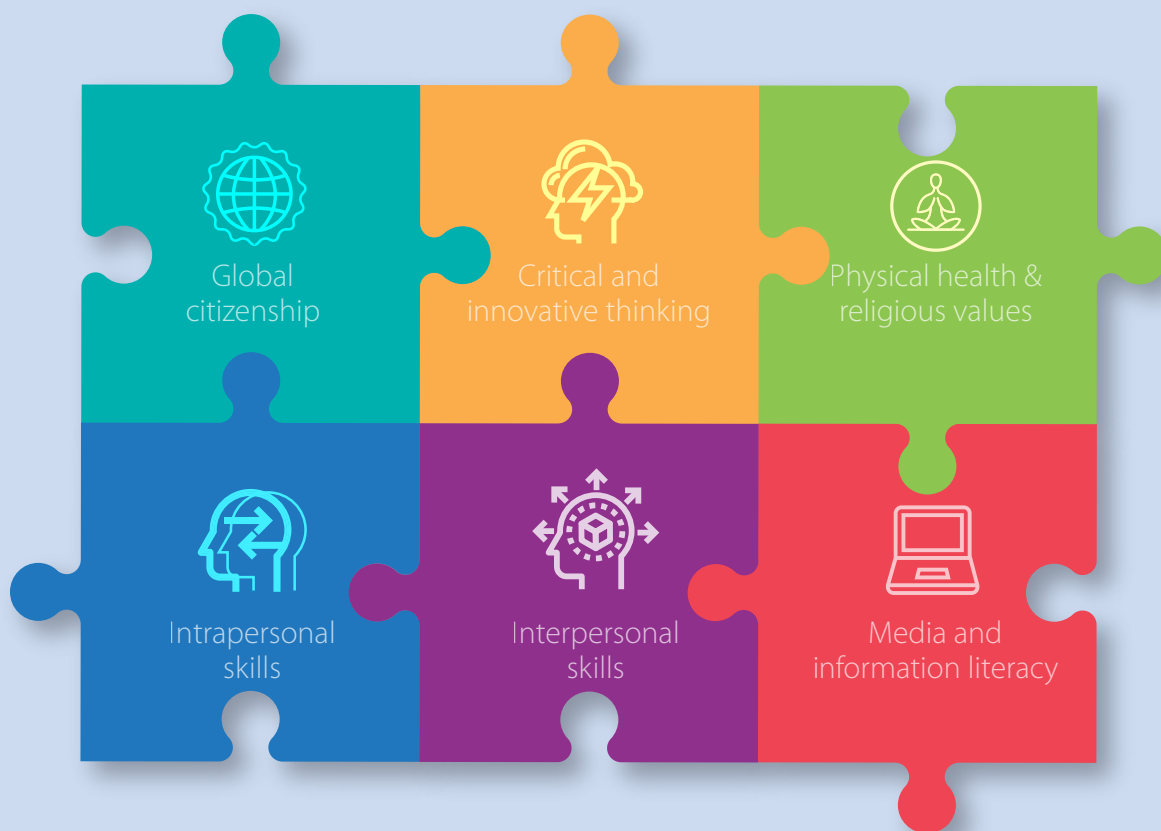 Global
citizenship
Critical and
innovative thinking
Physical health &
religious values
Intrapersonal
skills
Interpersonal
skills
Media and
information literacy